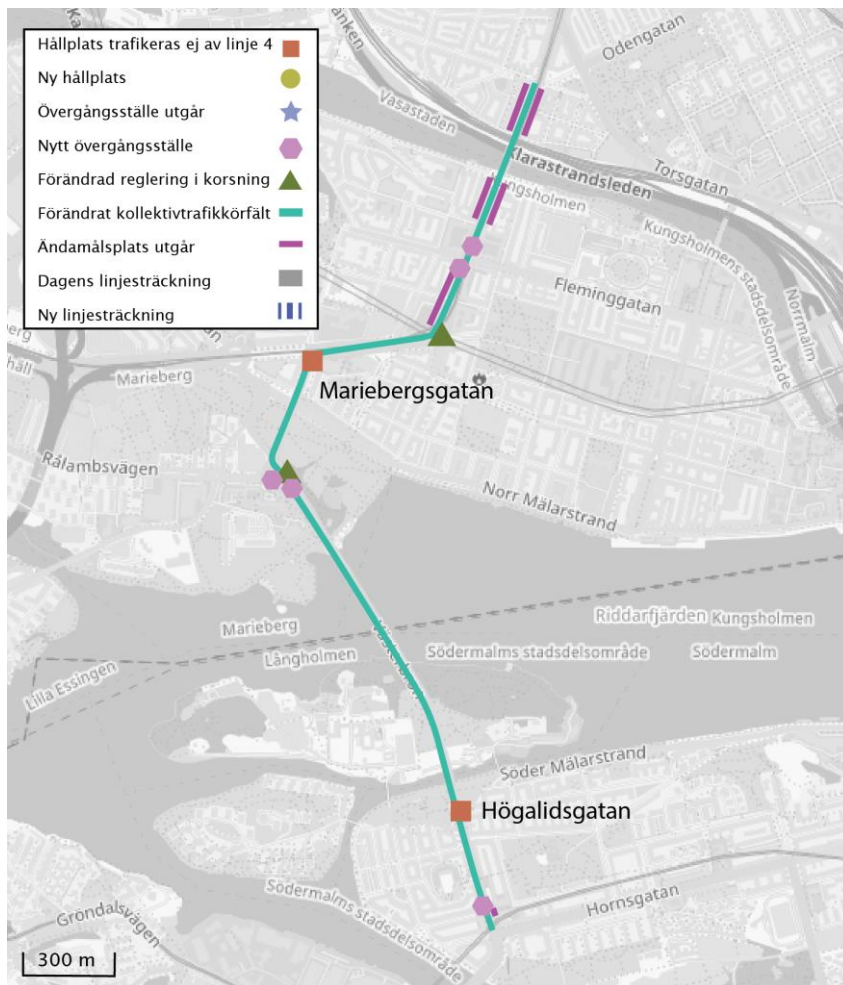 Hållplats trafikeras ej av linje 4
Ny hållplats
Övergångsställe utgår
Nytt övergångsställe
Förändrad reglering i korsning
Förändrat kollektivtrafikkörfält
Ändamålsplats utgår
Dagens linjesträckning
Ny linjesträckning
Odengatan
Vasastaden
Klarastrandsleden
Torsgatan
Kungsholmen
Kungsholmens stadsdelsområde
Norrmalm
Fleminggatan
Marieberg
Mariebergsgatan
Rålambsvägen
Norr Mälarstrand
Riddarfjärden
Kungsholmen
Marieberg
Långholmen
Södermalms stadsdelsområde
Södermalm
Lilla Essingen
Västerbron
Söder Mälarstrand
Högalidsgatan
Hornsgatan
Södermalms stadsdelsområde
Gröndalsvägen
300 m